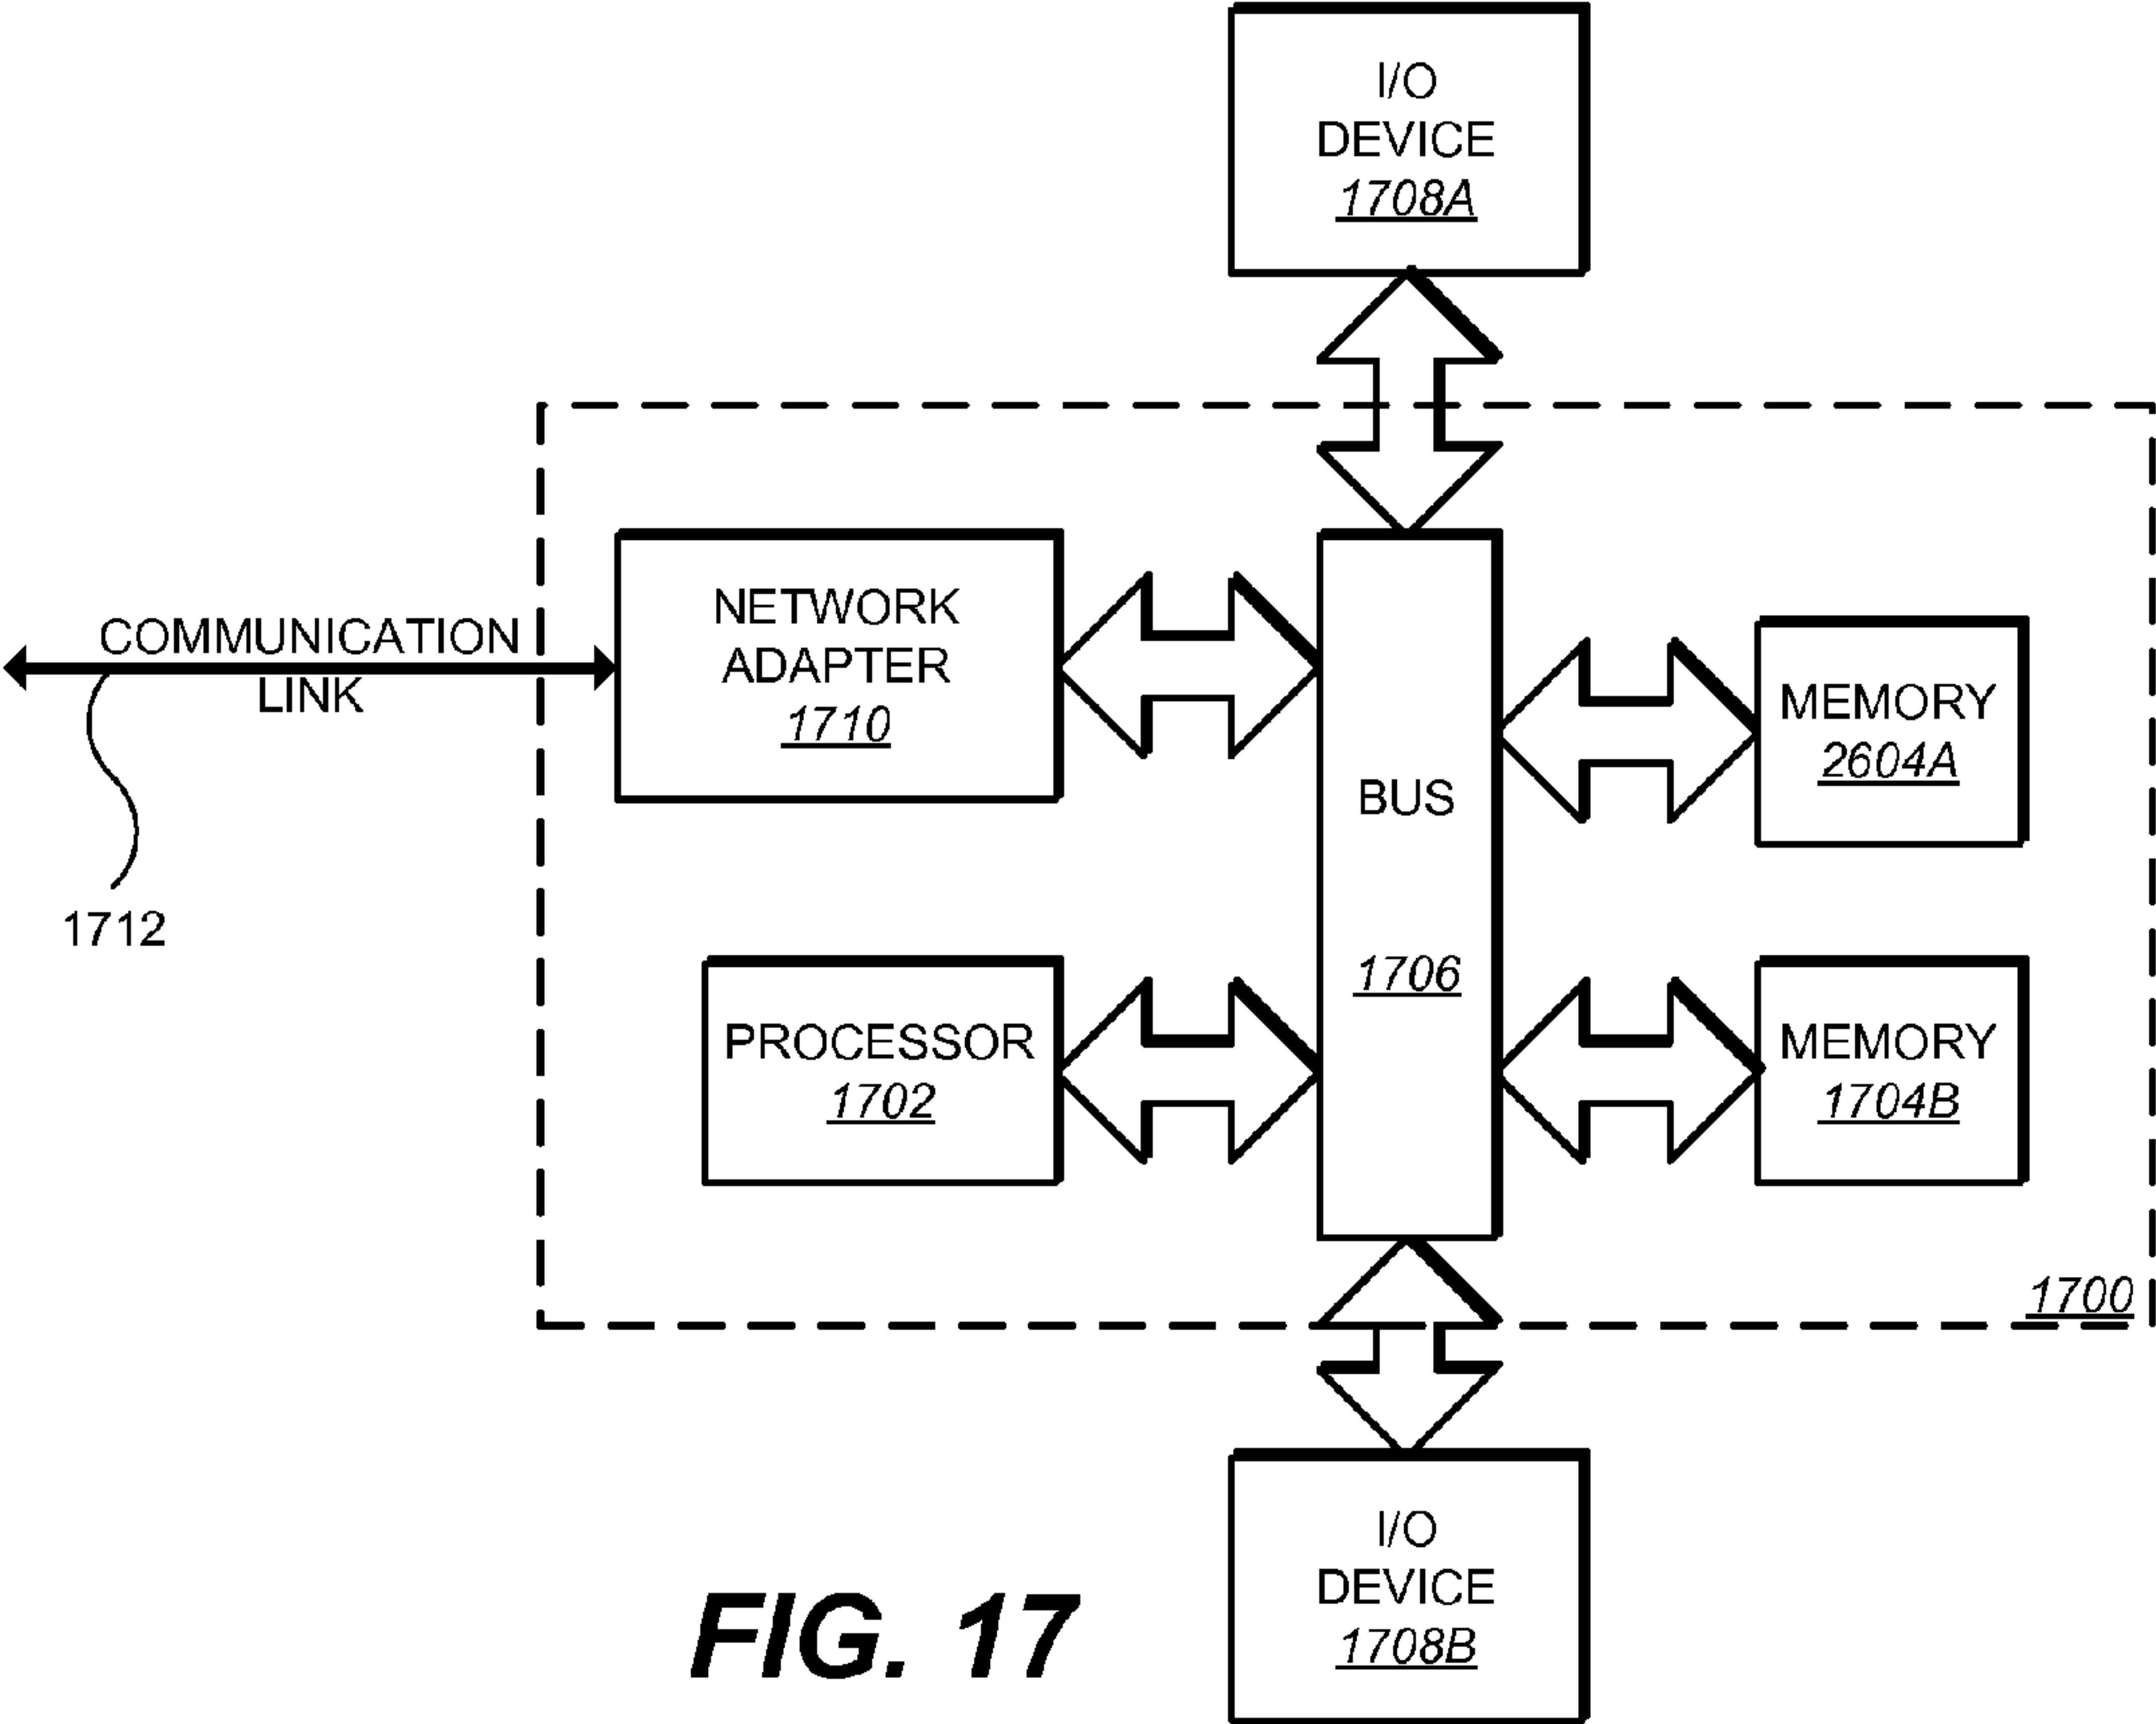 I/O
DEVICE
1708A
COMMUNICATION
LINK
1712
NETWORK
ADAPTER
1710
BUS
1706
MEMORY
2604A
PROCESSOR
1702
MEMORY
1704B
1700
I/O
DEVICE
1708B
FIG. 17